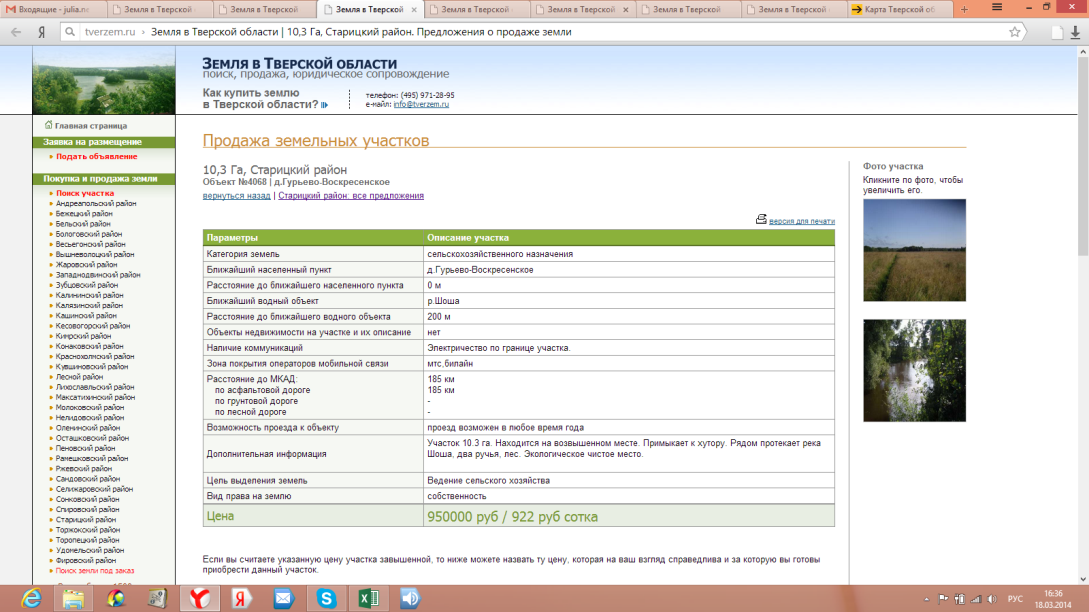 Входящие - julia.ne
Земля в Тверской
Земля в Тверской
Земля в Тверской
Земля в Тверской
Земля в Тверской
Земля в Тверской
Земля в Тверской
Карта Тверской об
tverzem.ru › Земля в Тверской области | 10,3 Га, Старицкий район. Предложения о продаже земли
Земля в Тверской области
поиск, продажа, юридическое сопровождение
Как купить землю
в Тверской области?
телефон: (495) 971-28-95
е-майл: info@tverzem.ru
Главная страница
Заявка на размещение
Подать объявление
Покупка и продажа земли
Поиск участка
Андреапольский район
Бежецкий район
Бельский район
Бологовский район
Весьегонский район
Вышневолоцкий район
Жарковский район
Западнодвинский район
Зубцовский район
Калининский район
Калязинский район
Кашинский район
Кесовогорский район
Кимрский район
Конаковский район
Краснохолмский район
Кувшиновский район
Лесной район
Лихославльский район
Максатихинский район
Молоковский район
Нелидовский район
Оленинский район
Осташковский район
Пеновский район
Рамешковский район
Ржевский район
Сандовский район
Селижаровский район
Сонковский район
Спировский район
Старицкий район
Торжокский район
Торопецкий район
Удомельский район
Фировский район
Поиск земли под заказ
Продажа земельных участков
10,3 Га, Старицкий район
Объект №4068 | д.Гурьево-Воскресенское
вернуться назад | Старицкий район: все предложения
версия для печати
Параметры Описание участка
Категория земель сельскохозяйственного назначения
Ближайший населенный пункт д.Гурьево-Воскресенское
Расстояние до ближайшего населенного пункта 0 м
Ближайший водный объект р.Шоша
Расстояние до ближайшего водного объекта 200 м
Объекты недвижимости на участке и их описание нет
Наличие коммуникаций Электричество по границе участка.
Зона покрытия операторов мобильной связи мтс,билайн
Расстояние до МКАД: 185 км
по асфальтовой дороге 185 км
по грунтовой дороге -
по лесной дороге -
Возможность проезда к объекту проезд возможен в любое время года
Дополнительная информация Участок 10.3 га. Находится на возвышенном месте. Примыкает к хутору. Рядом протекает река
Шоша, два ручья, лес. Экологическое чистое место.
Цель выделения земель Ведение сельского хозяйства
Вид права на землю собственность
Цена 950000 руб / 922 руб сотка
Если вы считаете указанную цену участка завышенной, то ниже можете назвать ту цену, которая на ваш взгляд справедлива и за которую вы готовы
приобрести данный участок.
Фото участка
Кликните по фото, чтобы
увеличить его.
РУС
16:36
18.03.2014